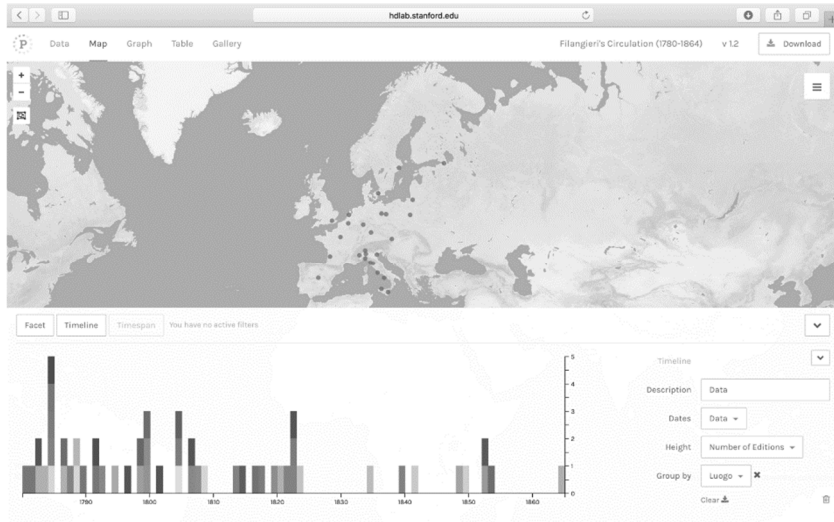 hdlab.stanford.edu
P Data Map Graph Table Gallery Filangieri's Circulation (1780-1864) v 1.2 Download
+
−
Facet Timeline Timespan You have no active filters
Timeline
Description Data
Dates Data
Height Number of Editions
Group by Luogo ✖
Clear
5
4
3
2
1
0
1790 1800 1810 1820 1830 1840 1850 1860